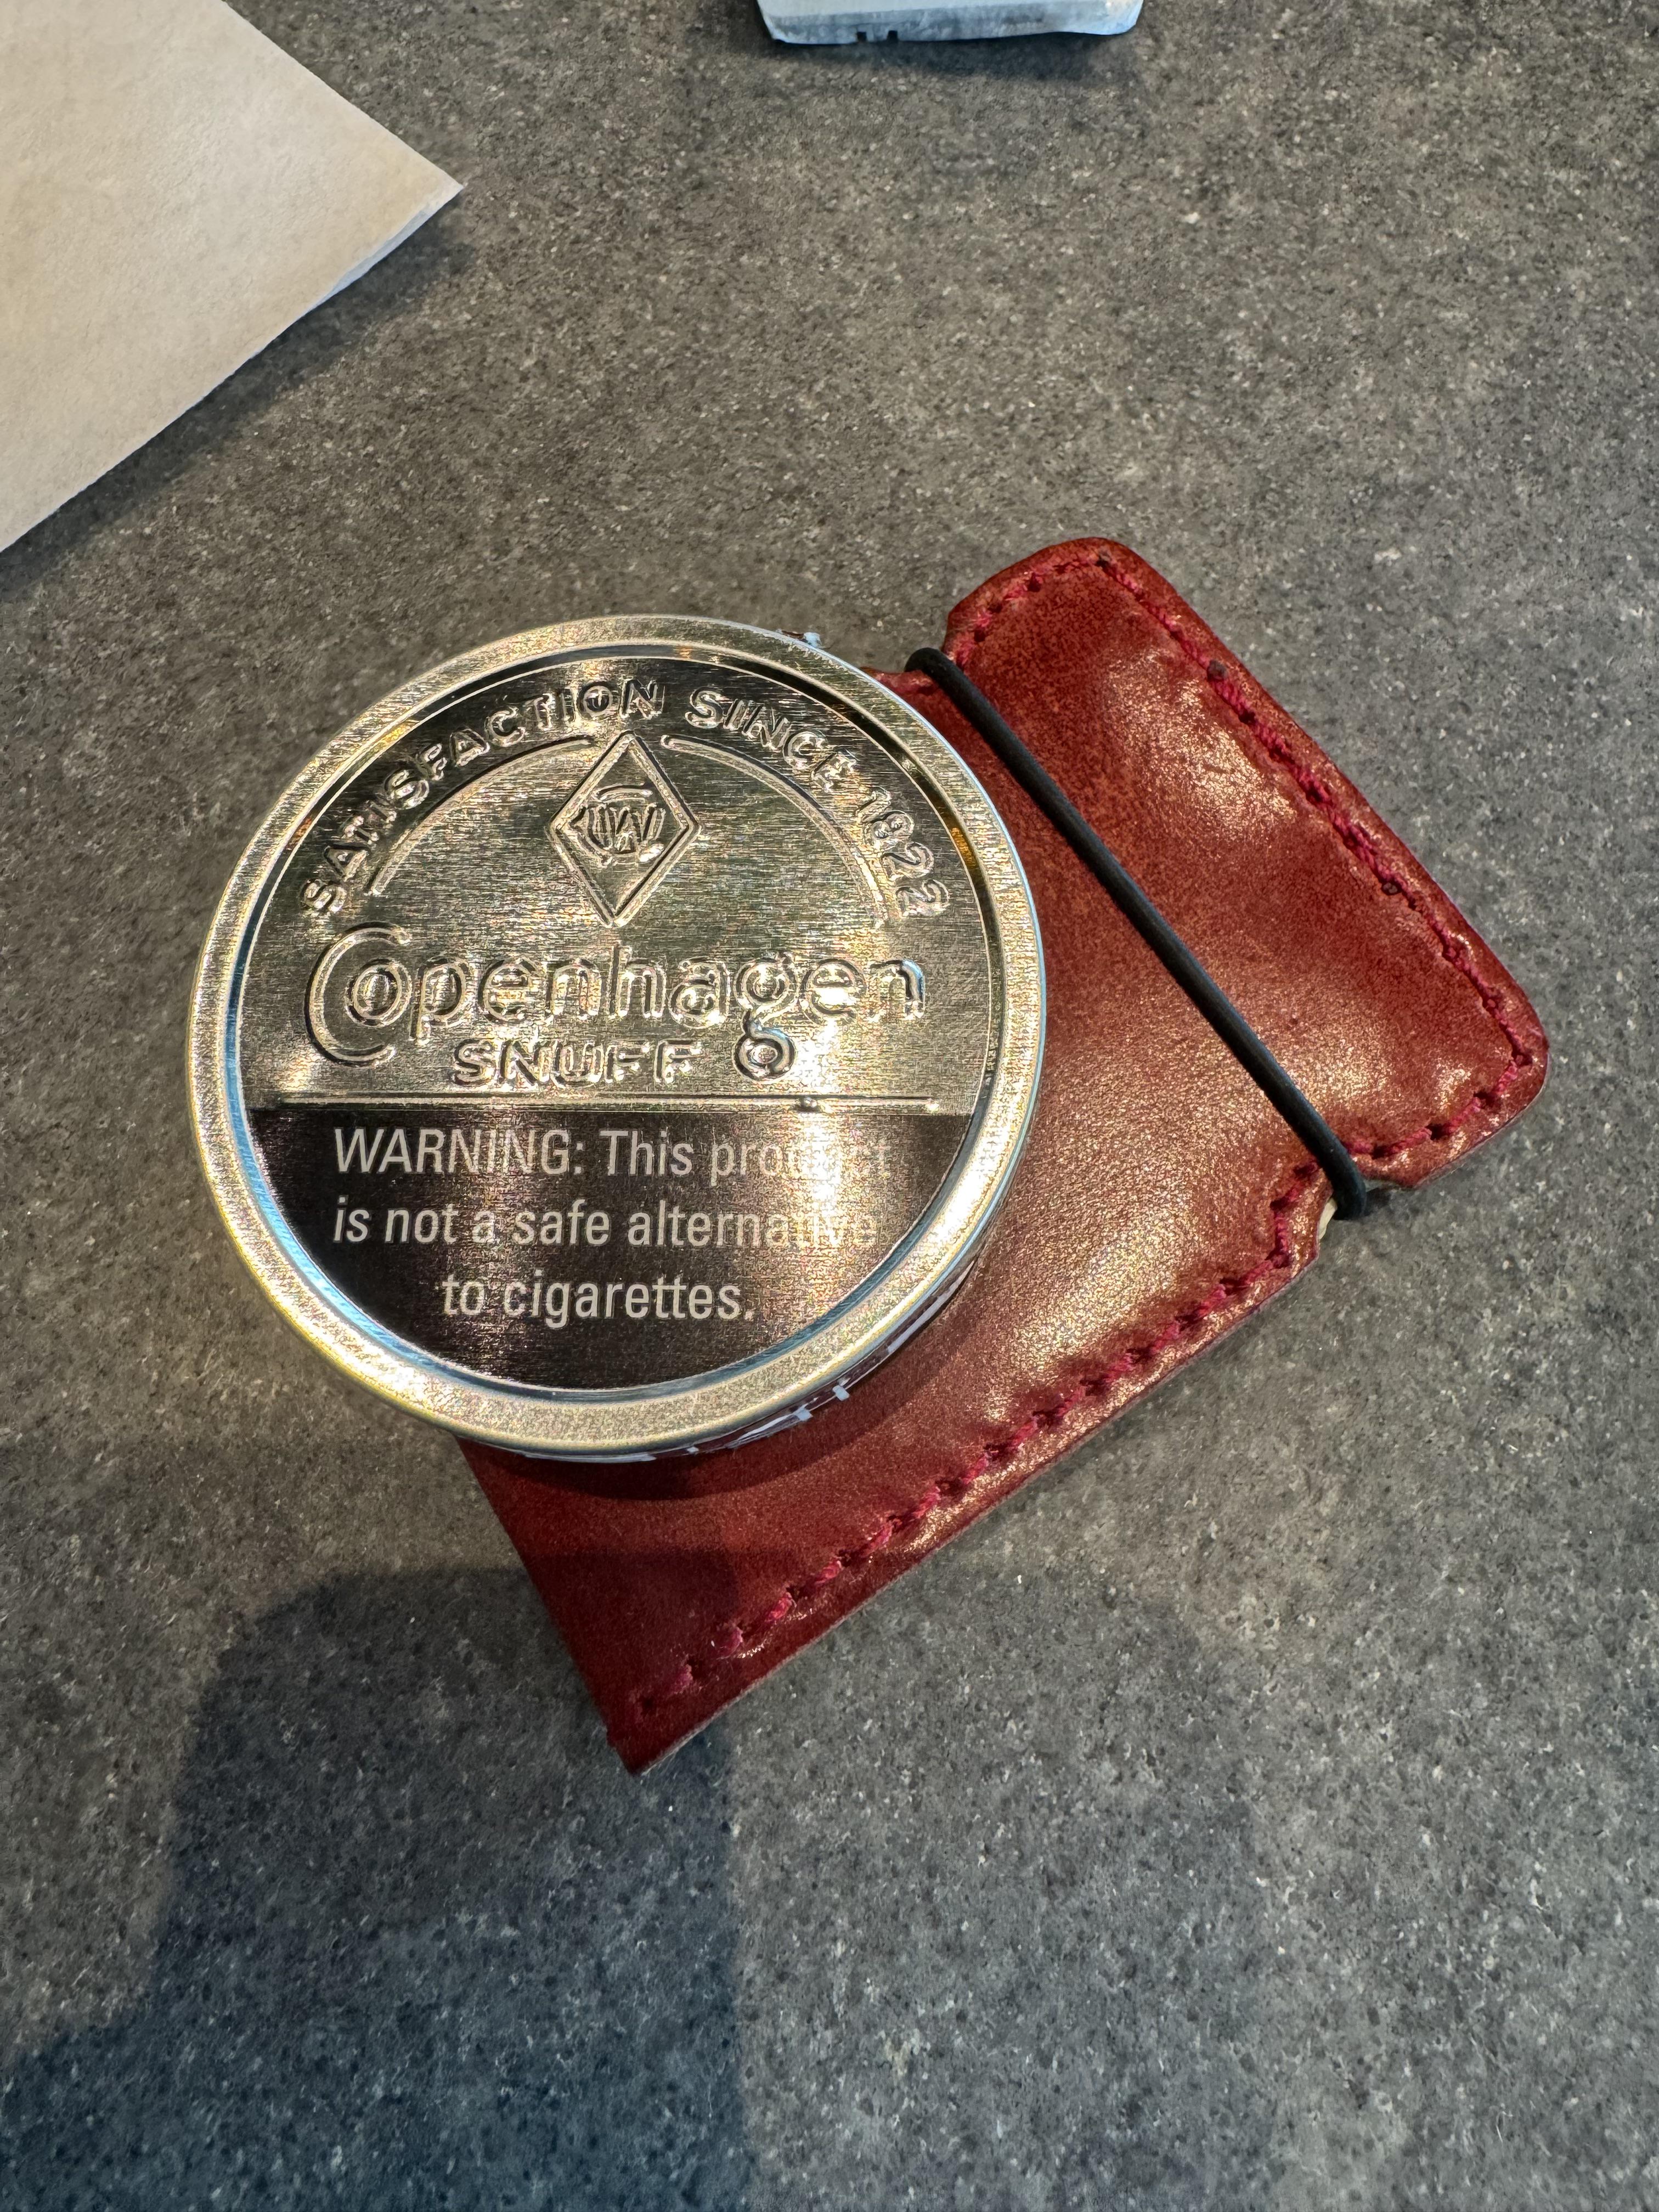 SATISFACTION SINCE 1822
Copenhagen
SNUFF
WARNING: This product
is not a safe alternative
to cigarettes.